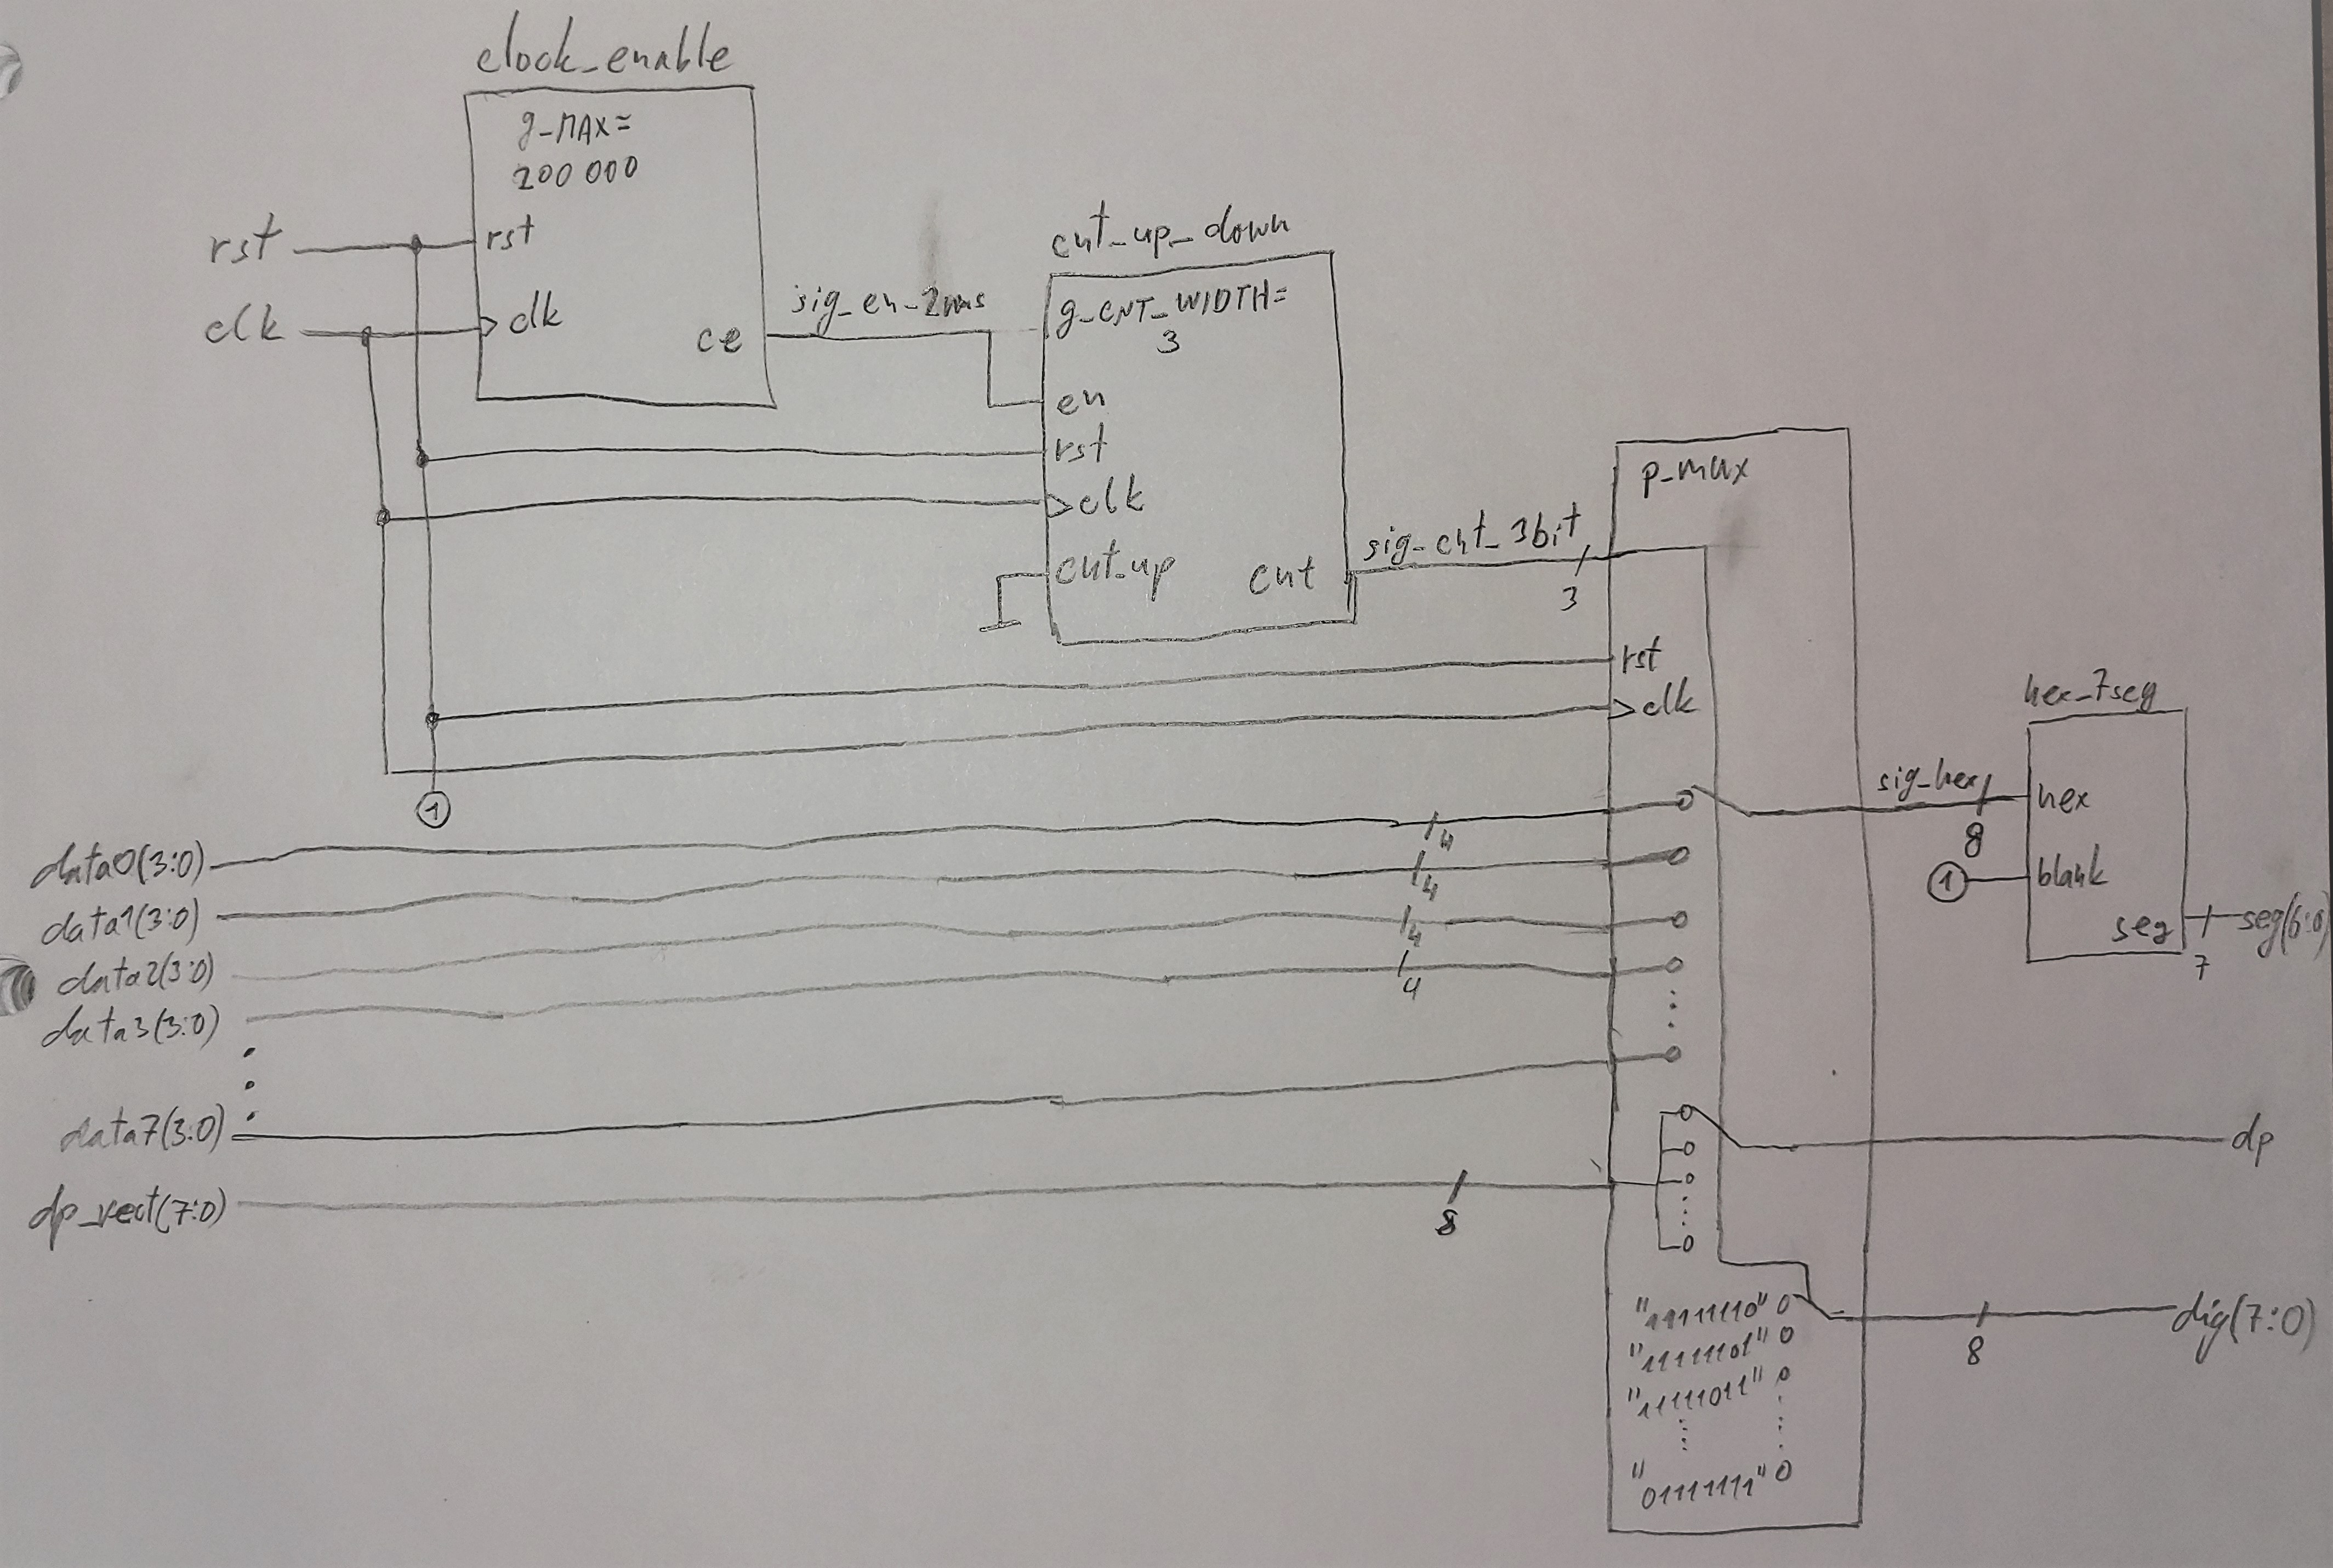 clock_enable
g_MAX=
200 000
rst
rst
clk
clk
ce
sig_en_2ms
cnt_up_down
g_CNT_WIDTH=
3
en
rst
clk
cnt_up
cnt
sig_cnt_3bit
3
p_mux
rst
clk
1
hex_7seg
sig_hex
8
hex
1
blank
seg
7
seg(6:0)
data0(3:0)
4
data1(3:0)
4
data2(3:0)
4
data3(3:0)
4
data7(3:0)
dp
dp_vect(7:0)
8
"11111110"
"11111101"
"11111011"
"01111111"
8
dig(7:0)